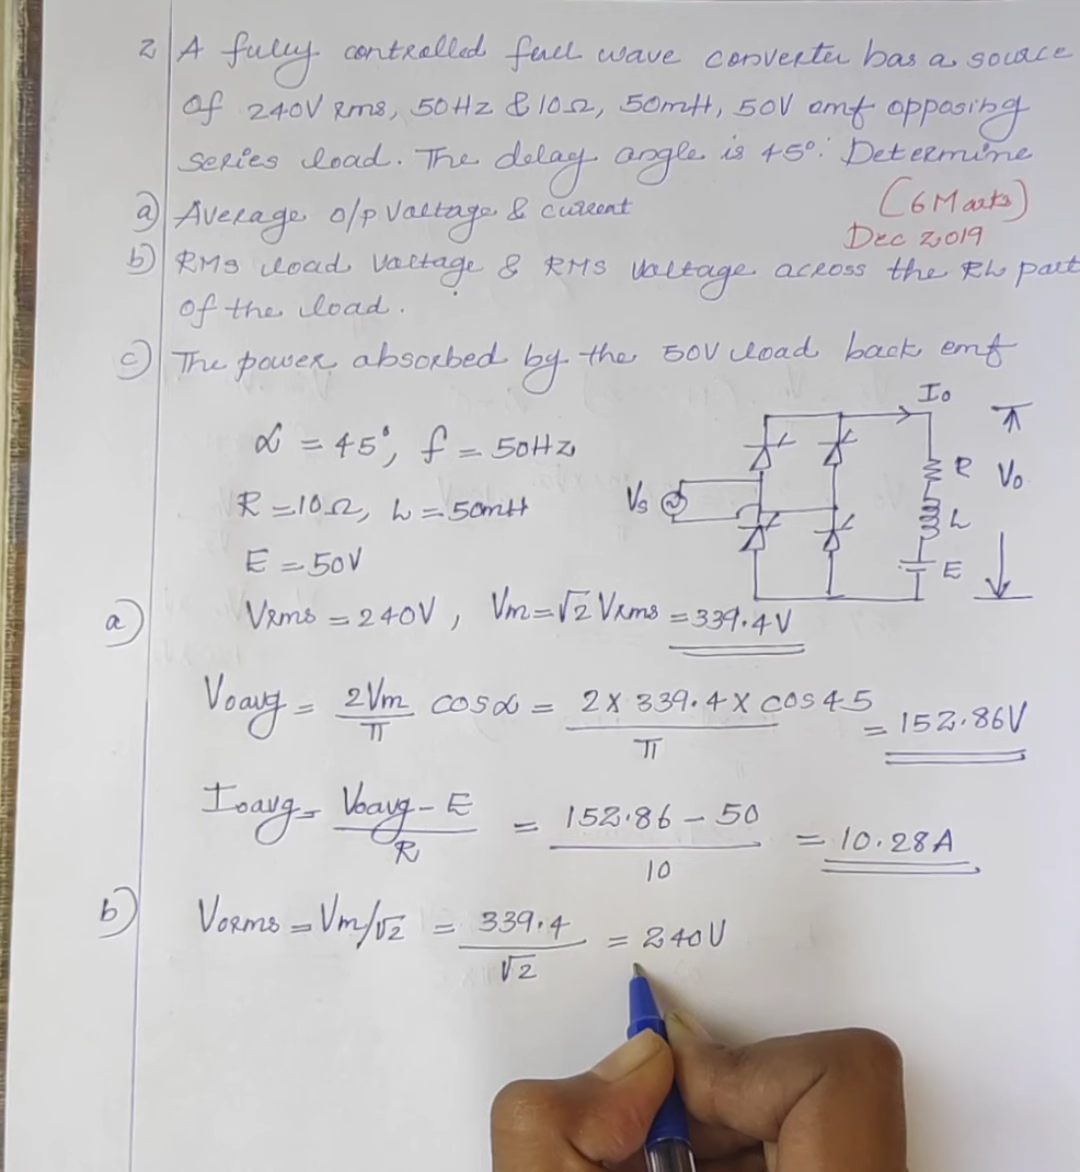 2 A fully controlled full wave converter has a source
of 240V rms, 50Hz & 10Ω, 50mH, 50V emf opposing
series load. The delay angle is 45°. Determine
a) Average o/p Voltage & current (6 Marks)
Dec 2019
b) RMS load Voltage & RMS Voltage across the RL part
of the load.
c) The power absorbed by the 50V load back emf
Io
α = 45°, f = 50Hz
R = 10Ω, L = 50mH
E = 50V
Vs
R
L
E
Vo
a) Vrms = 240V, Vm = √2 Vrms = 339.4V
Voavg = 2Vm/π cosα = 2 x 339.4 x cos 45/π = 152.86V
Ioavg = Voavg - E/R = 152.86 - 50/10 = 10.28A
b) Vorms = Vm/√2 = 339.4/√2 = 240V